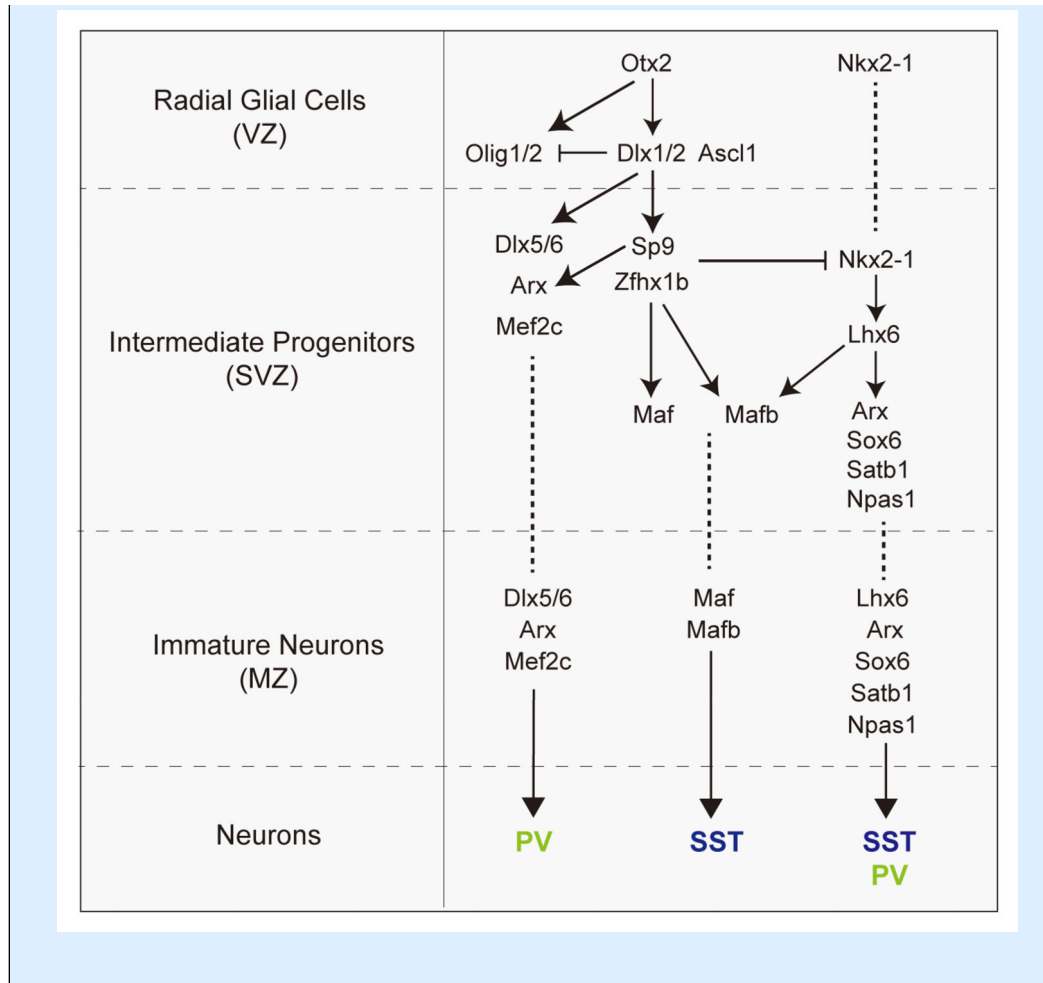 Radial Glial Cells
(VZ)
Otx2
Nkx2-1
Olig1/2
Dlx1/2
Ascl1
Intermediate Progenitors
(SVZ)
Dlx5/6
Arx
Mef2c
Sp9
Zfhx1b
Nkx2-1
Lhx6
Maf
Mafb
Arx
Sox6
Satb1
Npas1
Immature Neurons
(MZ)
Dlx5/6
Arx
Mef2c
Maf
Mafb
Lhx6
Arx
Sox6
Satb1
Npas1
Neurons
PV
SST
SST
PV